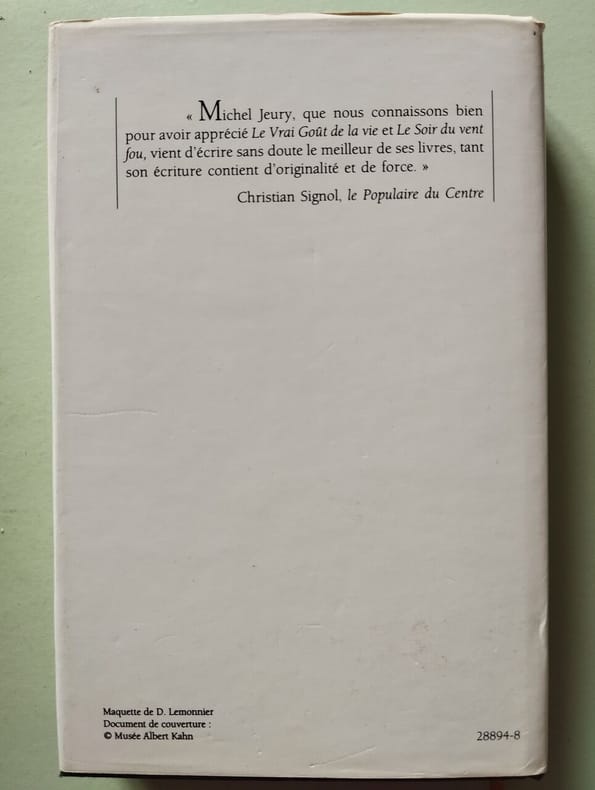 « Michel Jeury, que nous connaissons bien
pour avoir apprécié Le Vrai Goût de la vie et Le Soir du vent
fou, vient d'écrire sans doute le meilleur de ses livres, tant
son écriture contient d'originalité et de force. »
Christian Signol, le Populaire du Centre
Maquette de D. Lemonnier
Document de couverture :
© Musée Albert Kahn
28894-8